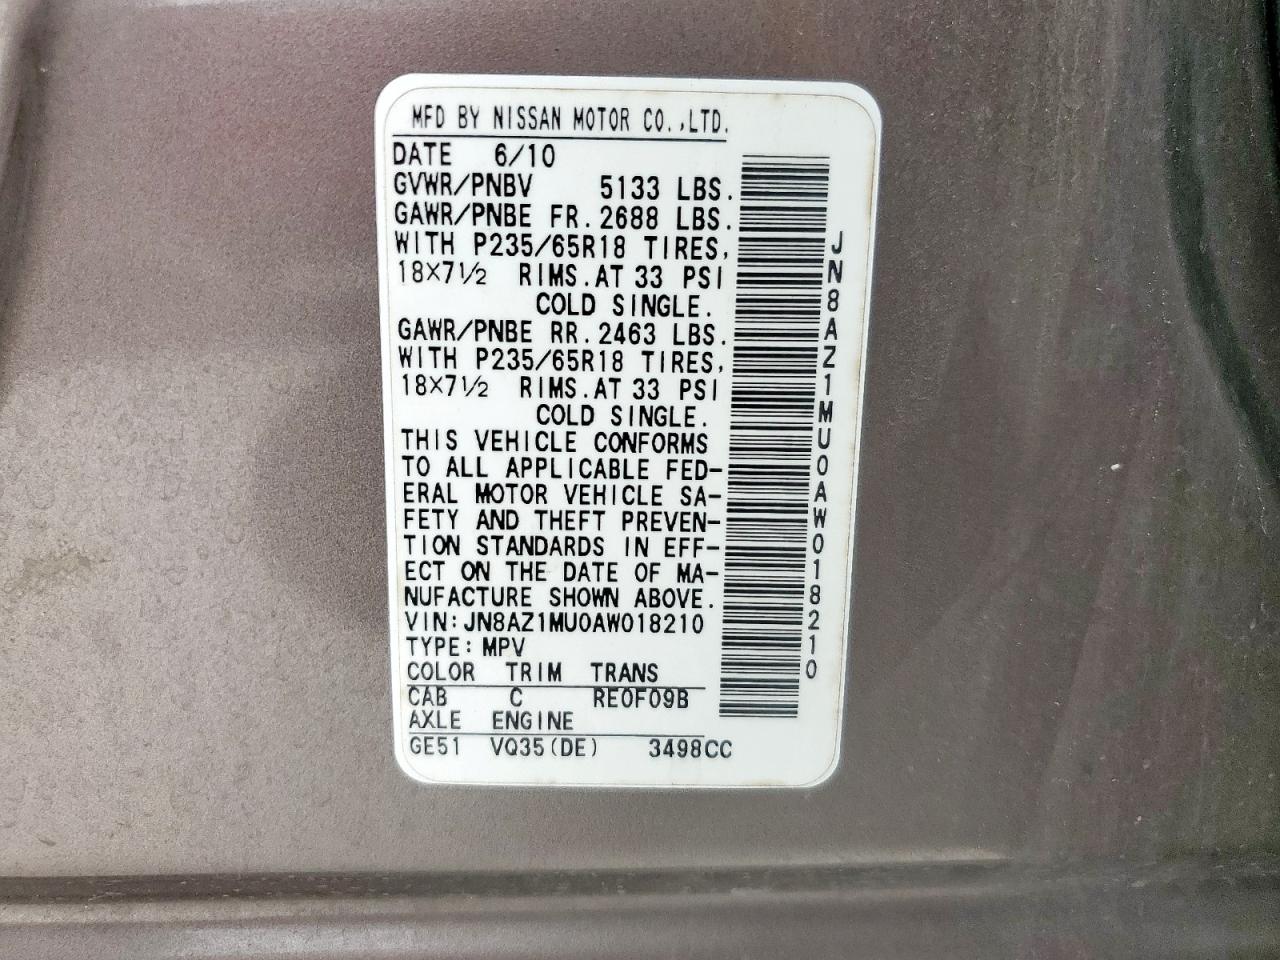 MFD BY NISSAN MOTOR CO.,LTD.
DATE 6/10
GVWR/PNBV 5133 LBS.
GAWR/PNBE FR. 2688 LBS.
WITH P235/65R18 TIRES,
18×7½ RIMS.AT 33 PSI
COLD SINGLE.
GAWR/PNBE RR. 2463 LBS.
WITH P235/65R18 TIRES,
18×7½ RIMS.AT 33 PSI
COLD SINGLE.
THIS VEHICLE CONFORMS
TO ALL APPLICABLE FED-
ERAL MOTOR VEHICLE SA-
FETY AND THEFT PREVEN-
TION STANDARDS IN EFF-
ECT ON THE DATE OF MA-
NUFACTURE SHOWN ABOVE.
VIN:JN8AZ1MU0AW018210
TYPE:MPV
COLOR TRIM TRANS
CAB C RE0F09B
AXLE ENGINE
GE51 VQ35(DE) 3498CC
JN8AZ1MU0AW018210